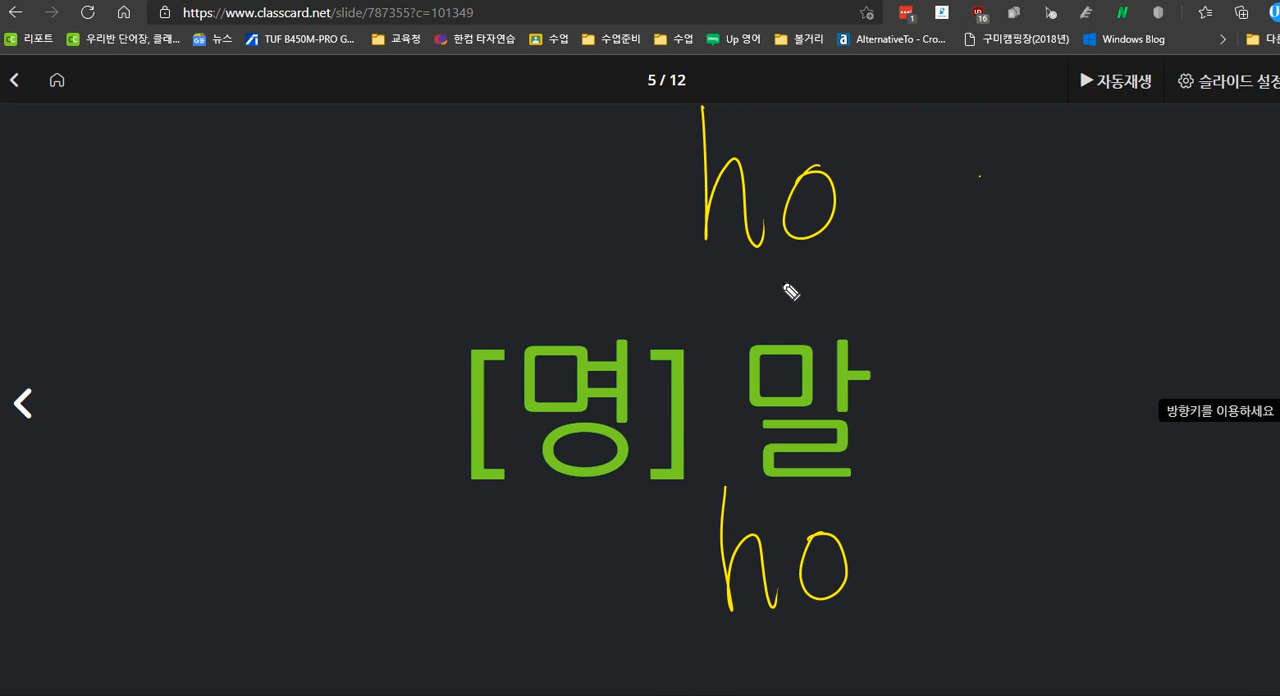 https://www.classcard.net/slide/787355?c=101349
1
16
리포트 우리반 단어장, 클래... 뉴스 TUF B450M-PRO G... 교육청 한컴 타자연습 수업 수업준비 수업 Up 영어 볼거리 AlternativeTo - Cro... 구미캠핑장(2018년) Windows Blog 다른
5 / 12 자동재생 슬라이드 설정
ho
[명] 말
방향키를 이용하세요
ho